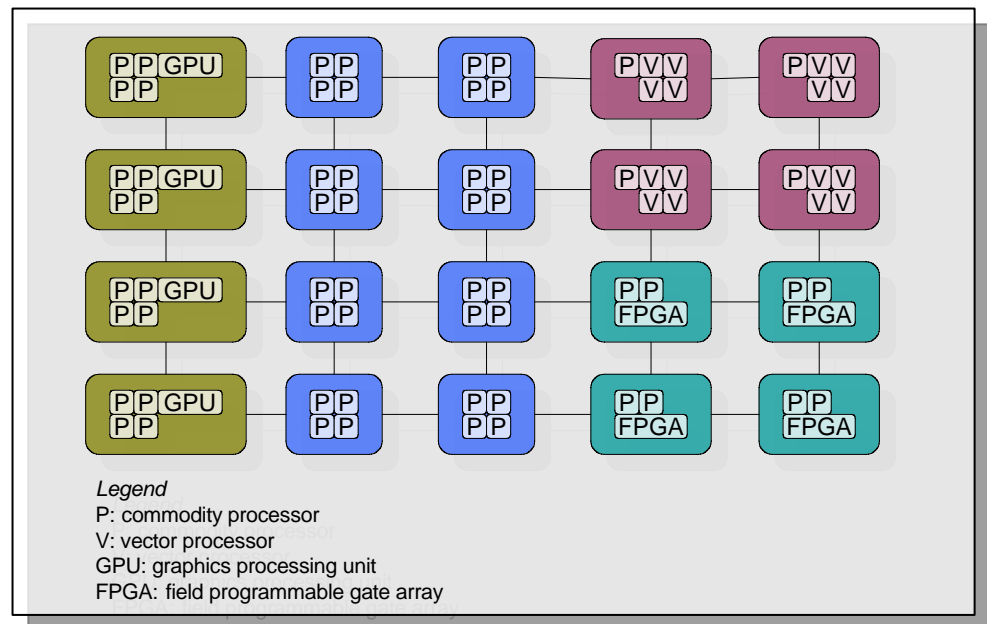 P P GPU P P P P P V V P V V
P P P P P P V V V V
P P GPU P P P P P V V P V V
P P P P P P V V V V
P P GPU P P P P P P P P
P P P P P P FPGA FPGA
P P GPU P P P P P P P P
P P P P P P FPGA FPGA
Legend
P: commodity processor
V: vector processor
GPU: graphics processing unit
FPGA: field programmable gate array